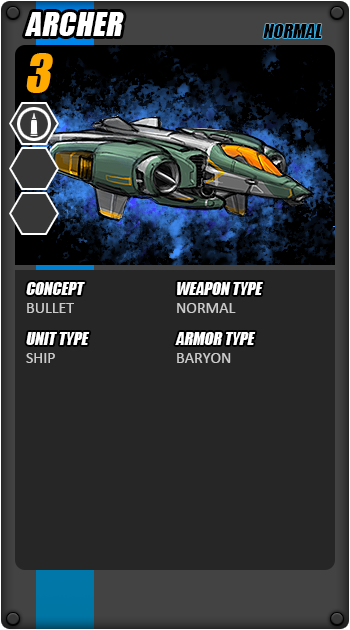 ARCHER
NORMAL
3
CONCEPT
BULLET
WEAPON TYPE
NORMAL
UNIT TYPE
SHIP
ARMOR TYPE
BARYON